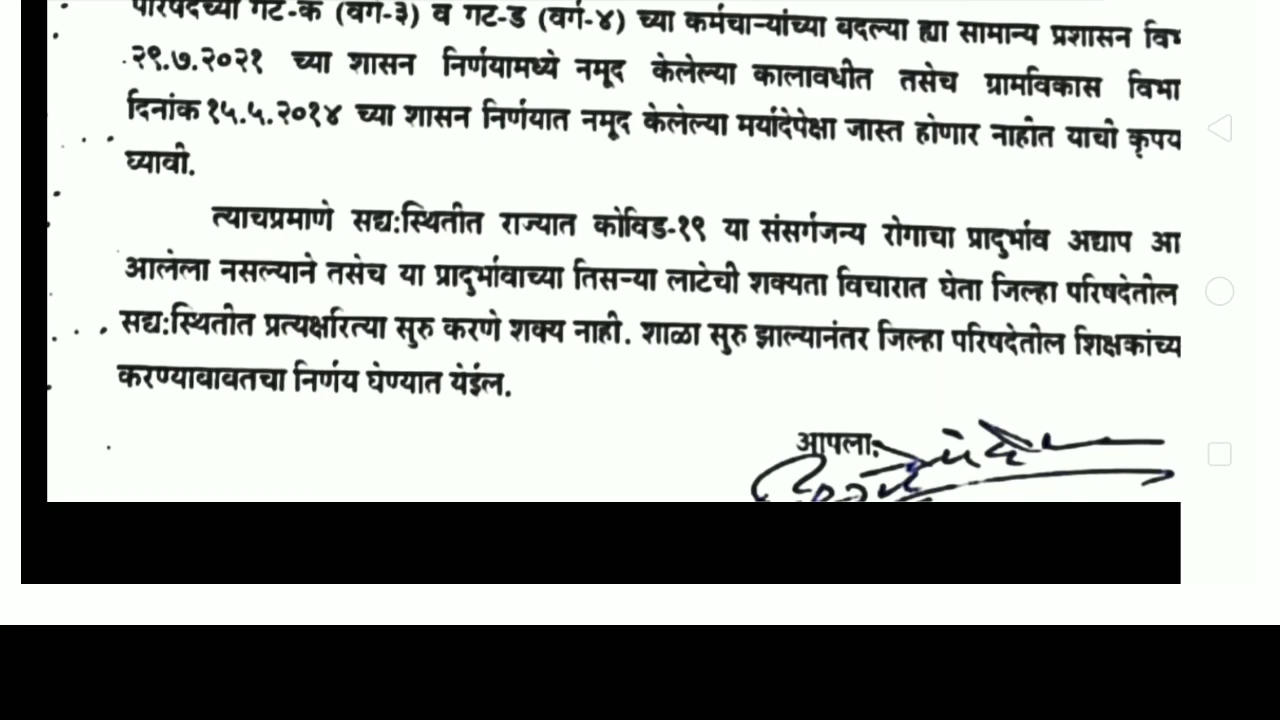 परिषदेच्या गट-क (वर्ग-३) व गट-ड (वर्ग-४) च्या कर्मचाऱ्यांच्या बदल्या ह्या सामान्य प्रशासन
२९.७.२०२१ च्या शासन निर्णयामध्ये नमूद केलेल्या कालावधीत तसेच ग्रामविकास विभा
दिनांक १५.५.२०१४ च्या शासन निर्णयात नमूद केलेल्या मर्यादेपेक्षा जास्त होणार नाहीत याची कृपय
घ्यावी.
त्याचप्रमाणे सद्य:स्थितीत राज्यात कोविड-१९ या संसर्गजन्य रोगाचा प्रादुर्भाव अद्याप आ
आलेला नसल्याने तसेच या प्रादुर्भावाच्या तिसऱ्या लाटेची शक्यता विचारात घेता जिल्हा परिषदेतील
सद्य:स्थितीत प्रत्यक्षरित्या सुरु करणे शक्य नाही. शाळा सुरु झाल्यानंतर जिल्हा परिषदेतील शिक्षकांच्य
करण्याबाबतचा निर्णय घेण्यात येईल.
आपला,